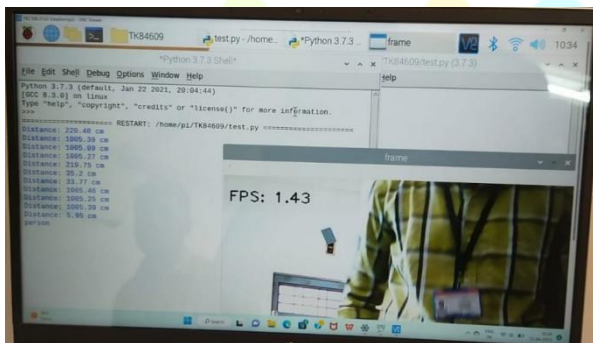 TK84609
test.py - /home..
*Python 3.7.3 ...
frame
10:34
*Python 3.7.3 Shell*
TK84609/test.py (3.7.3)
File Edit Shell Debug Options Window Help
Help
Python 3.7.3 (default, Jan 22 2021, 20:04:44)
[GCC 8.3.0] on linux
Type "help", "copyright", "credits" or "license()" for more information.
>>>
=================== RESTART: /home/pi/TK84609/test.py ===================
Distance: 220.48 cm
Distance: 1005.39 cm
Distance: 1005.09 cm
Distance: 1005.27 cm
Distance: 219.75 cm
Distance: 35.2 cm
Distance: 33.77 cm
Distance: 1005.46 cm
Distance: 1005.25 cm
Distance: 1005.39 cm
Distance: 5.95 cm
person
frame
FPS: 1.43